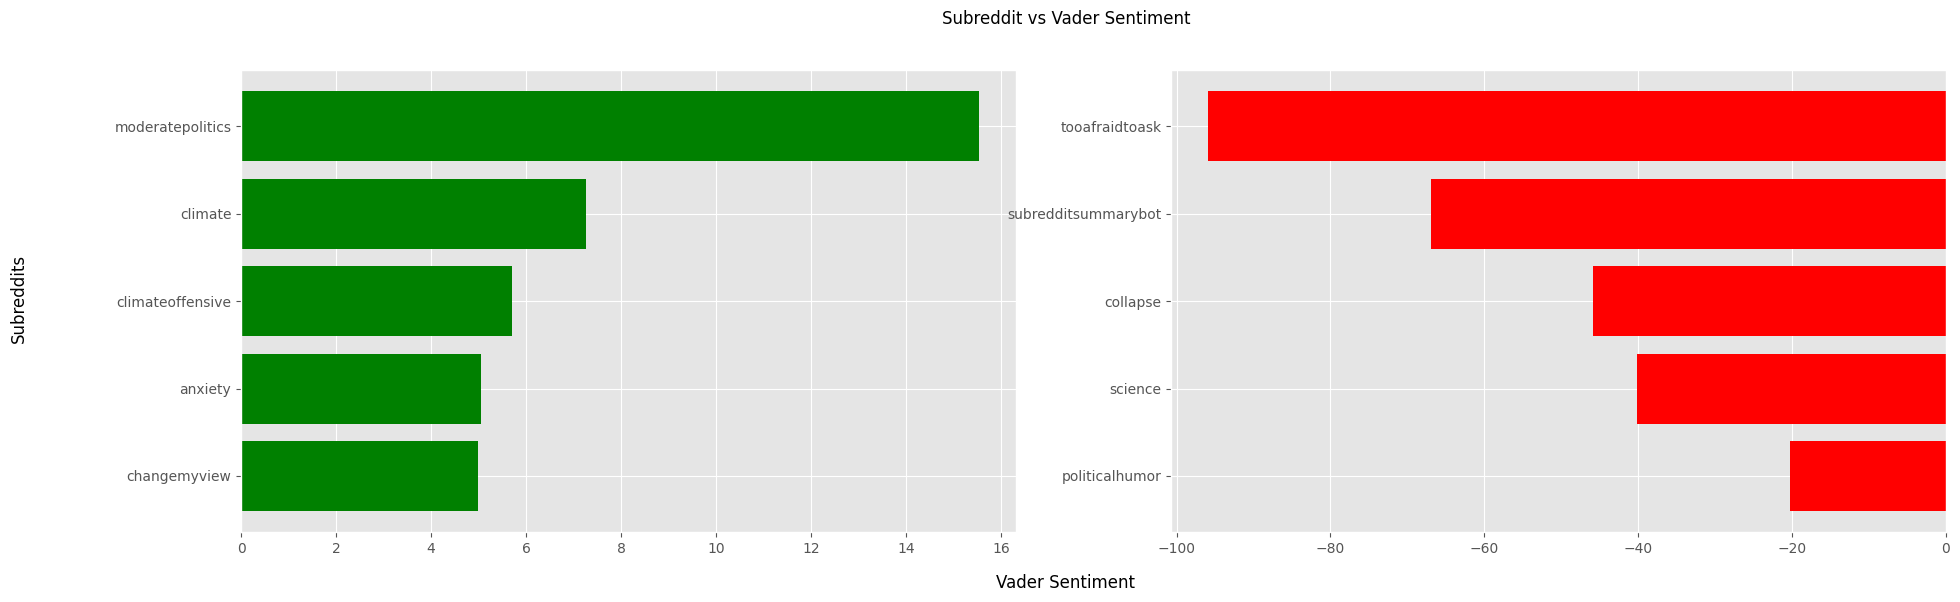 Subreddit vs Vader Sentiment
Subreddits
moderatepolitics
climate
climateoffensive
anxiety
changemyview
0 2 4 6 8 10 12 14 16
tooafraidtoask
subredditsummarybot
collapse
science
politicalhumor
−100 −80 −60 −40 −20 0
Vader Sentiment